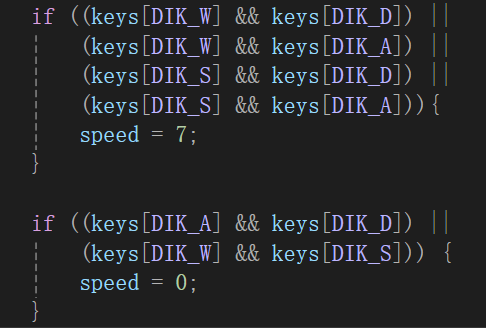 if ((keys[DIK_W] && keys[DIK_D]) ||
(keys[DIK_W] && keys[DIK_A]) ||
(keys[DIK_S] && keys[DIK_D]) ||
(keys[DIK_S] && keys[DIK_A])){
speed = 7;
}
if ((keys[DIK_A] && keys[DIK_D]) ||
(keys[DIK_W] && keys[DIK_S])) {
speed = 0;
}